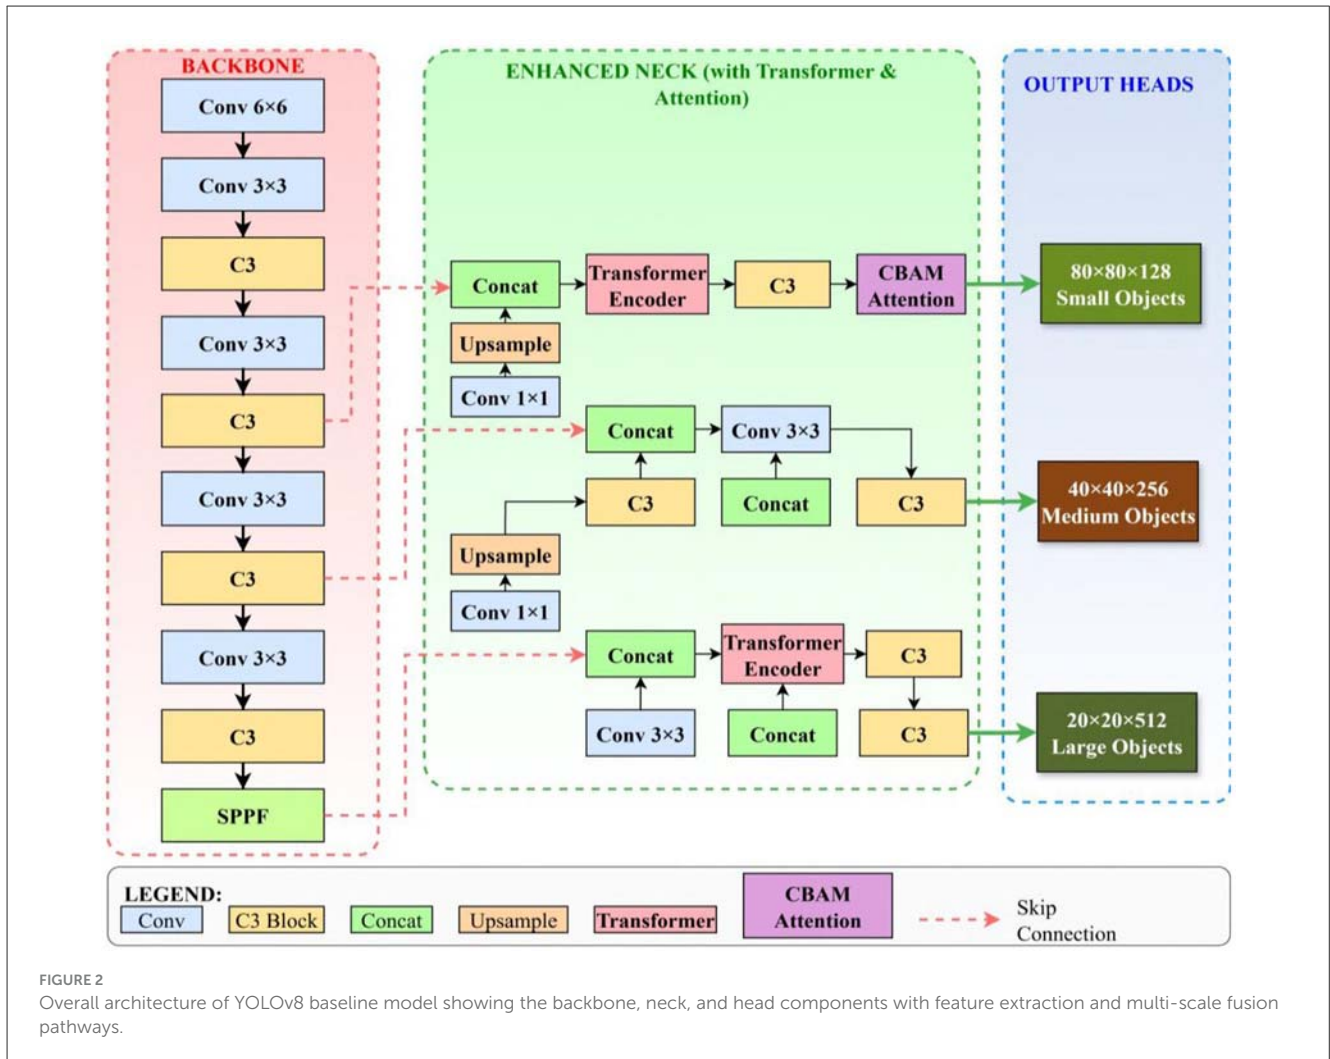 BACKBONE
Conv 6×6
Conv 3×3
C3
Conv 3×3
C3
Conv 3×3
C3
Conv 3×3
C3
SPPF
ENHANCED NECK (with Transformer &
Attention)
Concat
Transformer
Encoder
C3
CBAM
Attention
Upsample
Conv 1×1
Concat
Conv 3×3
C3
Concat
C3
Upsample
Conv 1×1
Concat
Transformer
Encoder
C3
Conv 3×3
Concat
C3
OUTPUT HEADS
80×80×128
Small Objects
40×40×256
Medium Objects
20×20×512
Large Objects
LEGEND:
Conv
C3 Block
Concat
Upsample
Transformer
CBAM
Attention
Skip
Connection
FIGURE 2
Overall architecture of YOLOv8 baseline model showing the backbone, neck, and head components with feature extraction and multi-scale fusion
pathways.